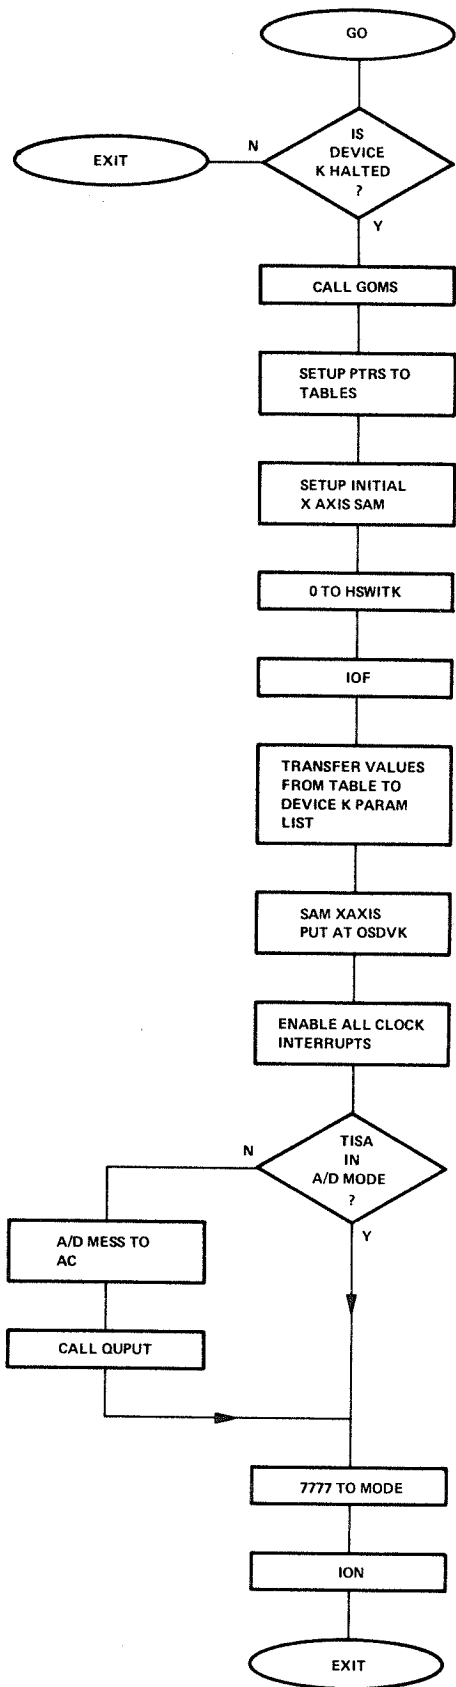 GO
IS
DEVICE
K HALTED
?
N
EXIT
Y
CALL GOMS
SETUP PTRS TO
TABLES
SETUP INITIAL
X AXIS SAM
0 TO HSWITK
IOF
TRANSFER VALUES
FROM TABLE TO
DEVICE K PARAM
LIST
SAM XAXIS
PUT AT OSDVK
ENABLE ALL CLOCK
INTERRUPTS
TISA
IN
A/D MODE
?
N
Y
A/D MESS TO
AC
CALL QUPUT
7777 TO MODE
ION
EXIT